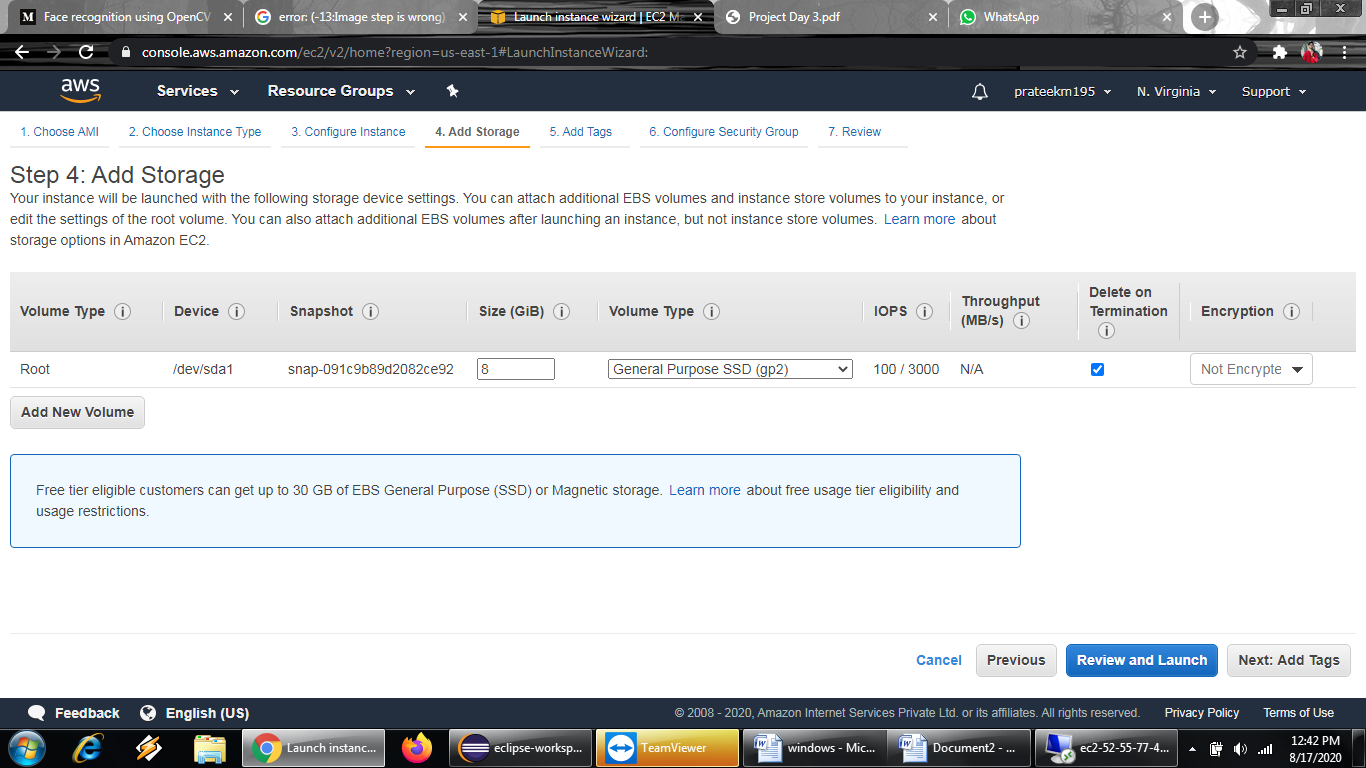 Face recognition using OpenCV
error: (-13:Image step is wrong)
Launch instance wizard | EC2 M
Project Day 3.pdf
WhatsApp
console.aws.amazon.com/ec2/v2/home?region=us-east-1#LaunchInstanceWizard:
aws Services Resource Groups prateekm195 N. Virginia Support
1. Choose AMI 2. Choose Instance Type 3. Configure Instance 4. Add Storage 5. Add Tags 6. Configure Security Group 7. Review
Step 4: Add Storage
Your instance will be launched with the following storage device settings. You can attach additional EBS volumes and instance store volumes to your instance, or
edit the settings of the root volume. You can also attach additional EBS volumes after launching an instance, but not instance store volumes. Learn more about
storage options in Amazon EC2.
Volume Type i Device i Snapshot i Size (GiB) i Volume Type i IOPS i Throughput (MB/s) i Delete on Termination i Encryption i
Root /dev/sda1 snap-091c9b89d2082ce92 8 General Purpose SSD (gp2) 100 / 3000 N/A Not Encrypte
Add New Volume
Free tier eligible customers can get up to 30 GB of EBS General Purpose (SSD) or Magnetic storage. Learn more about free usage tier eligibility and
usage restrictions.
Cancel Previous Review and Launch Next: Add Tags
Feedback English (US) © 2008 - 2020, Amazon Internet Services Private Ltd. or its affiliates. All rights reserved. Privacy Policy Terms of Use
Launch instanc... eclipse-worksp... TeamViewer windows - Mic... Document2 - ... ec2-52-55-77-4... 12:42 PM
8/17/2020